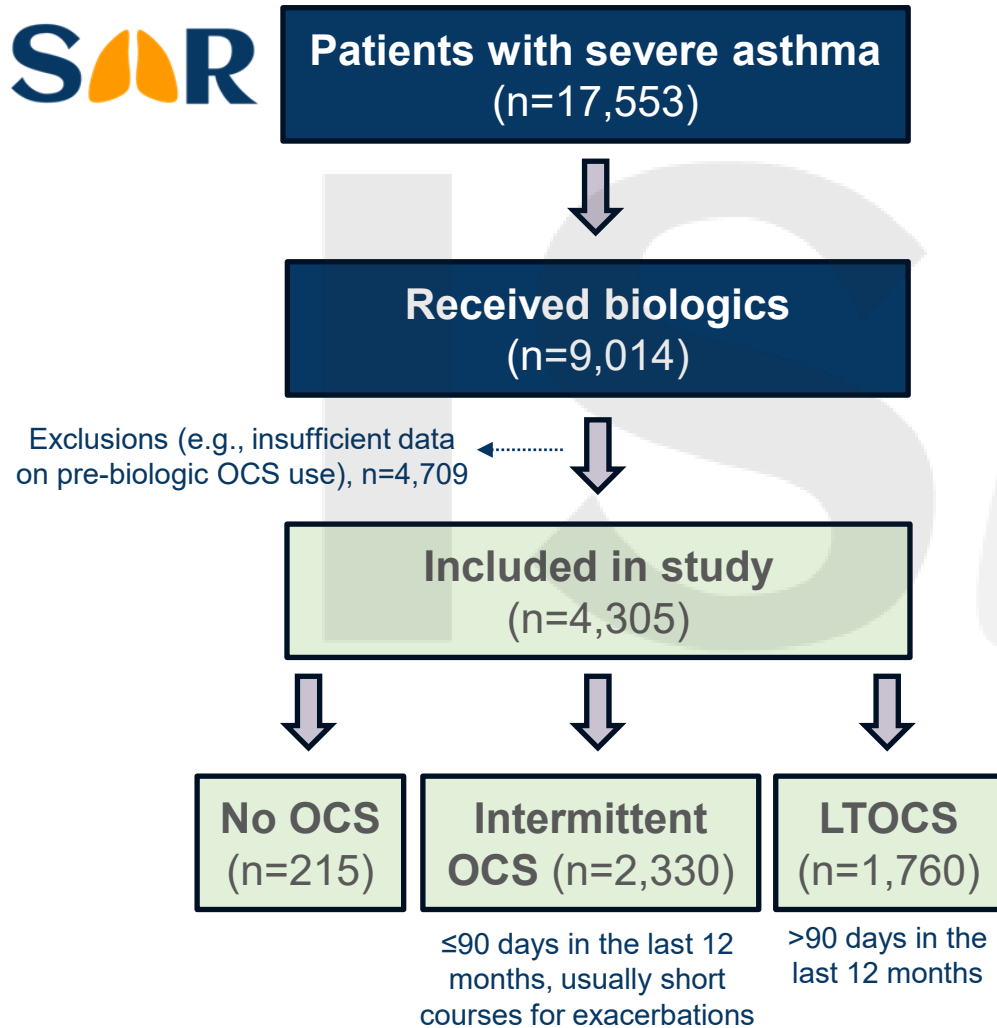 SAR
Patients with severe asthma
(n=17,553)
Received biologics
(n=9,014)
Exclusions (e.g., insufficient data
on pre-biologic OCS use), n=4,709
Included in study
(n=4,305)
No OCS
(n=215)
Intermittent
OCS (n=2,330)
≤90 days in the last 12
months, usually short
courses for exacerbations
LTOCS
(n=1,760)
>90 days in the
last 12 months
IS